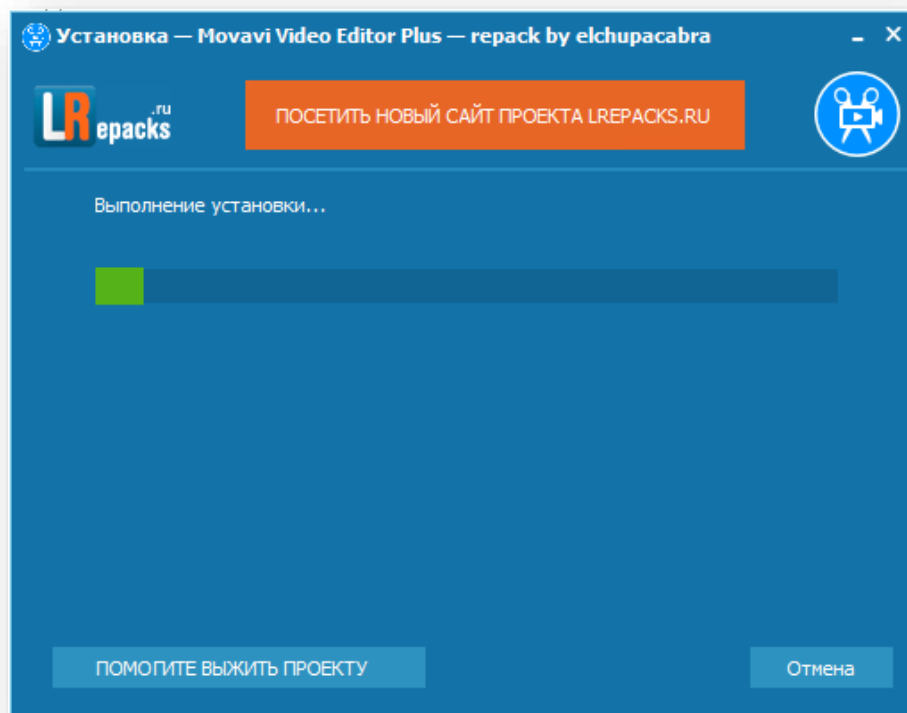 Установка — Movavi Video Editor Plus — repack by elchupacabra
LRepacks.ru
ПОСЕТИТЬ НОВЫЙ САЙТ ПРОЕКТА LREPACKS.RU
Выполнение установки...
ПОМОГИТЕ ВЫЖИТЬ ПРОЕКТУ
Отмена